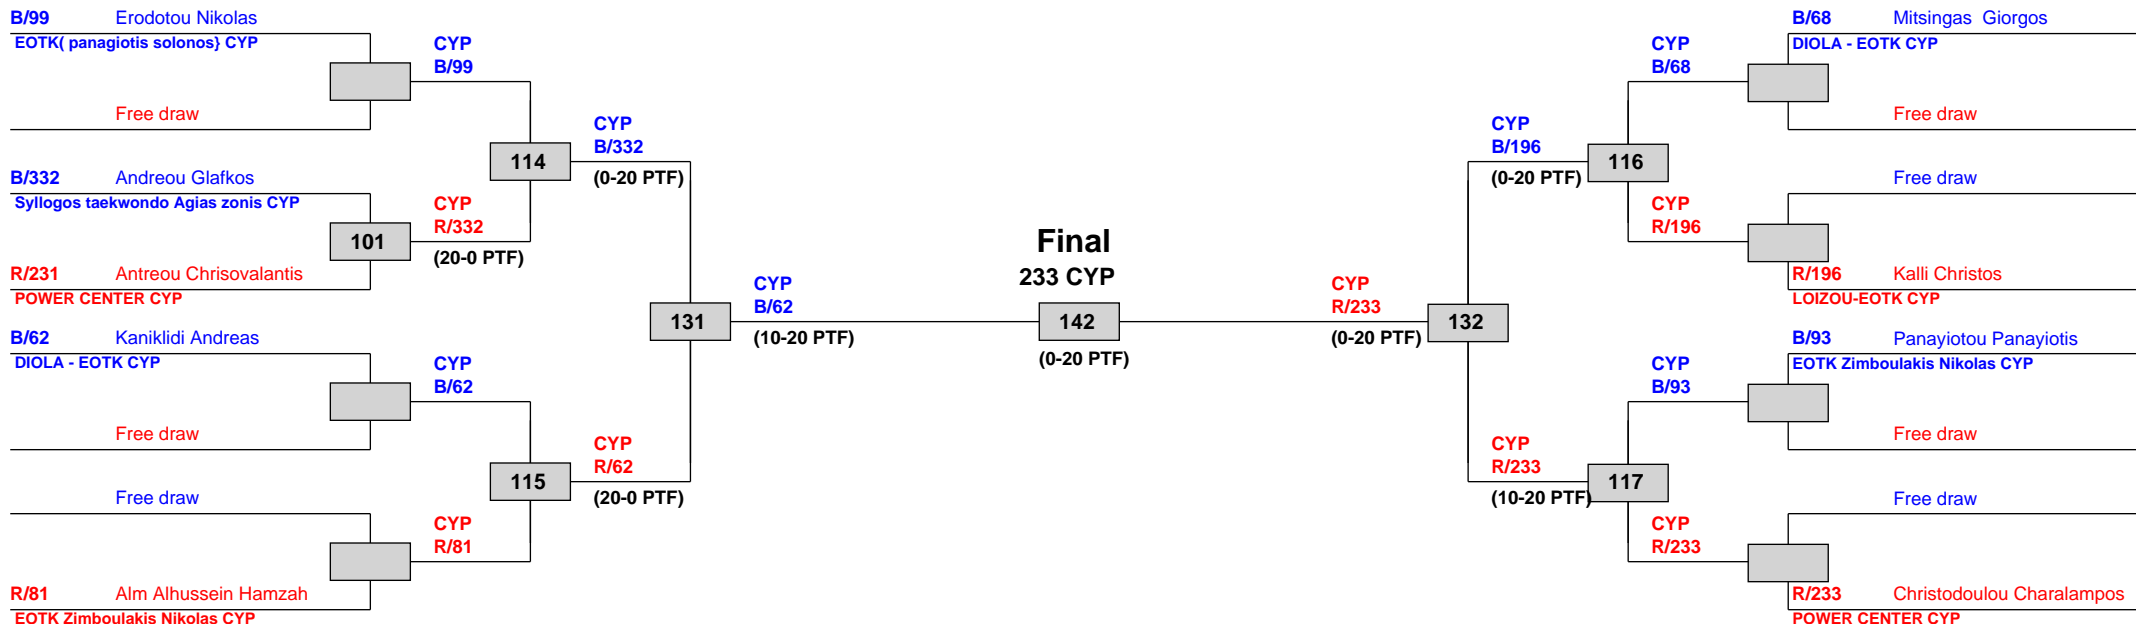 B/99 Erodotou Nikolas
EOTK( panagiotis solonos} CYP
CYP
B/99
Free draw
CYP
B/332
114
(0-20 PTF)
B/332 Andreou Glafkos
Syllogos taekwondo Agias zonis CYP
CYP
R/332
101
(20-0 PTF)
R/231 Antreou Chrisovalantis
POWER CENTER CYP
CYP
B/62
131
(10-20 PTF)
B/62 Kaniklidi Andreas
DIOLA - EOTK CYP
CYP
B/62
Free draw
CYP
R/62
115
(20-0 PTF)
Free draw
CYP
R/81
R/81 Alm Alhussein Hamzah
EOTK Zimboulakis Nikolas CYP
Final
233 CYP
142
(0-20 PTF)
B/68 Mitsingas Giorgos
DIOLA - EOTK CYP
CYP
B/68
Free draw
CYP
B/196
116
(0-20 PTF)
Free draw
CYP
R/196
R/196 Kalli Christos
LOIZOU-EOTK CYP
CYP
R/233
132
(0-20 PTF)
B/93 Panayiotou Panayiotis
EOTK Zimboulakis Nikolas CYP
CYP
B/93
Free draw
CYP
R/233
117
(10-20 PTF)
Free draw
CYP
R/233
R/233 Christodoulou Charalampos
POWER CENTER CYP